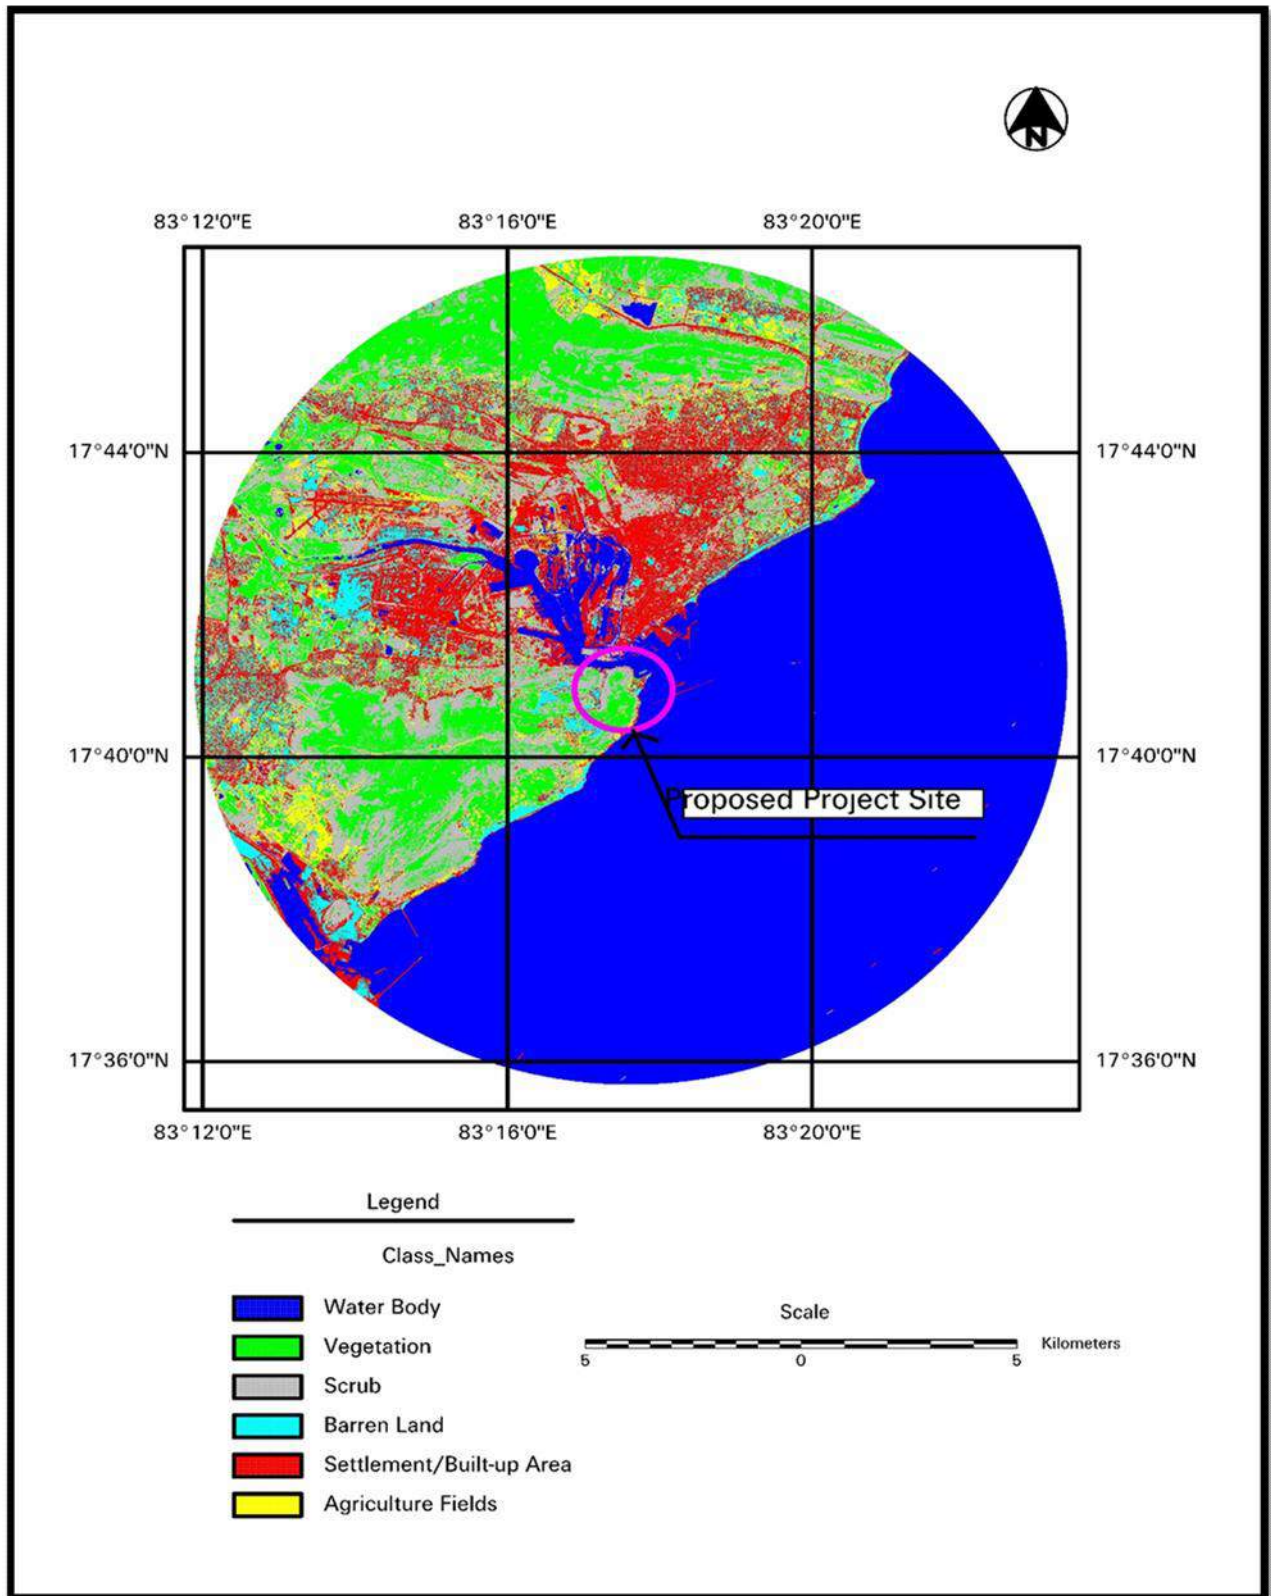 N
83°12'0"E 83°16'0"E 83°20'0"E
17°44'0"N 17°44'0"N
17°40'0"N 17°40'0"N
Proposed Project Site
17°36'0"N 17°36'0"N
83°12'0"E 83°16'0"E 83°20'0"E
Legend
Class_Names
Water Body
Vegetation
Scrub
Barren Land
Settlement/Built-up Area
Agriculture Fields
Scale
Kilometers
5 0 5